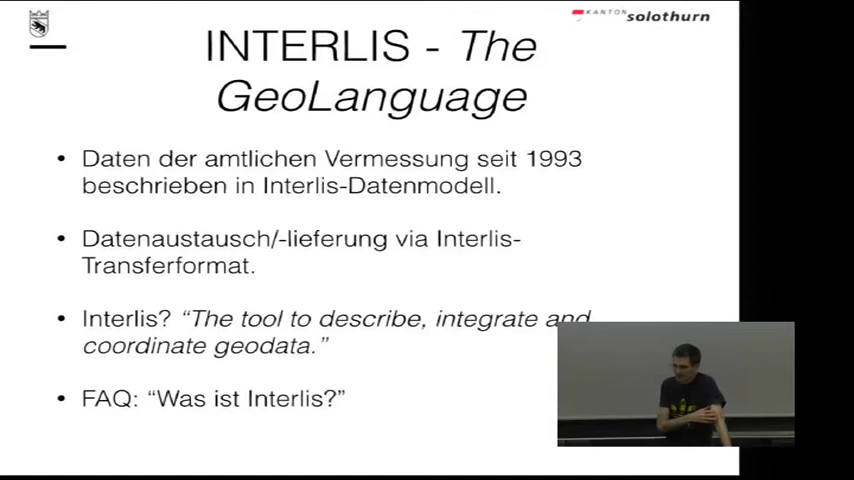 KANTON solothurn
INTERLIS - The
GeoLanguage
• Daten der amtlichen Vermessung seit 1993
beschrieben in Interlis-Datenmodell.
• Datenaustausch/-lieferung via Interlis-
Transferformat.
• Interlis? “The tool to describe, integrate and
coordinate geodata.”
• FAQ: “Was ist Interlis?”